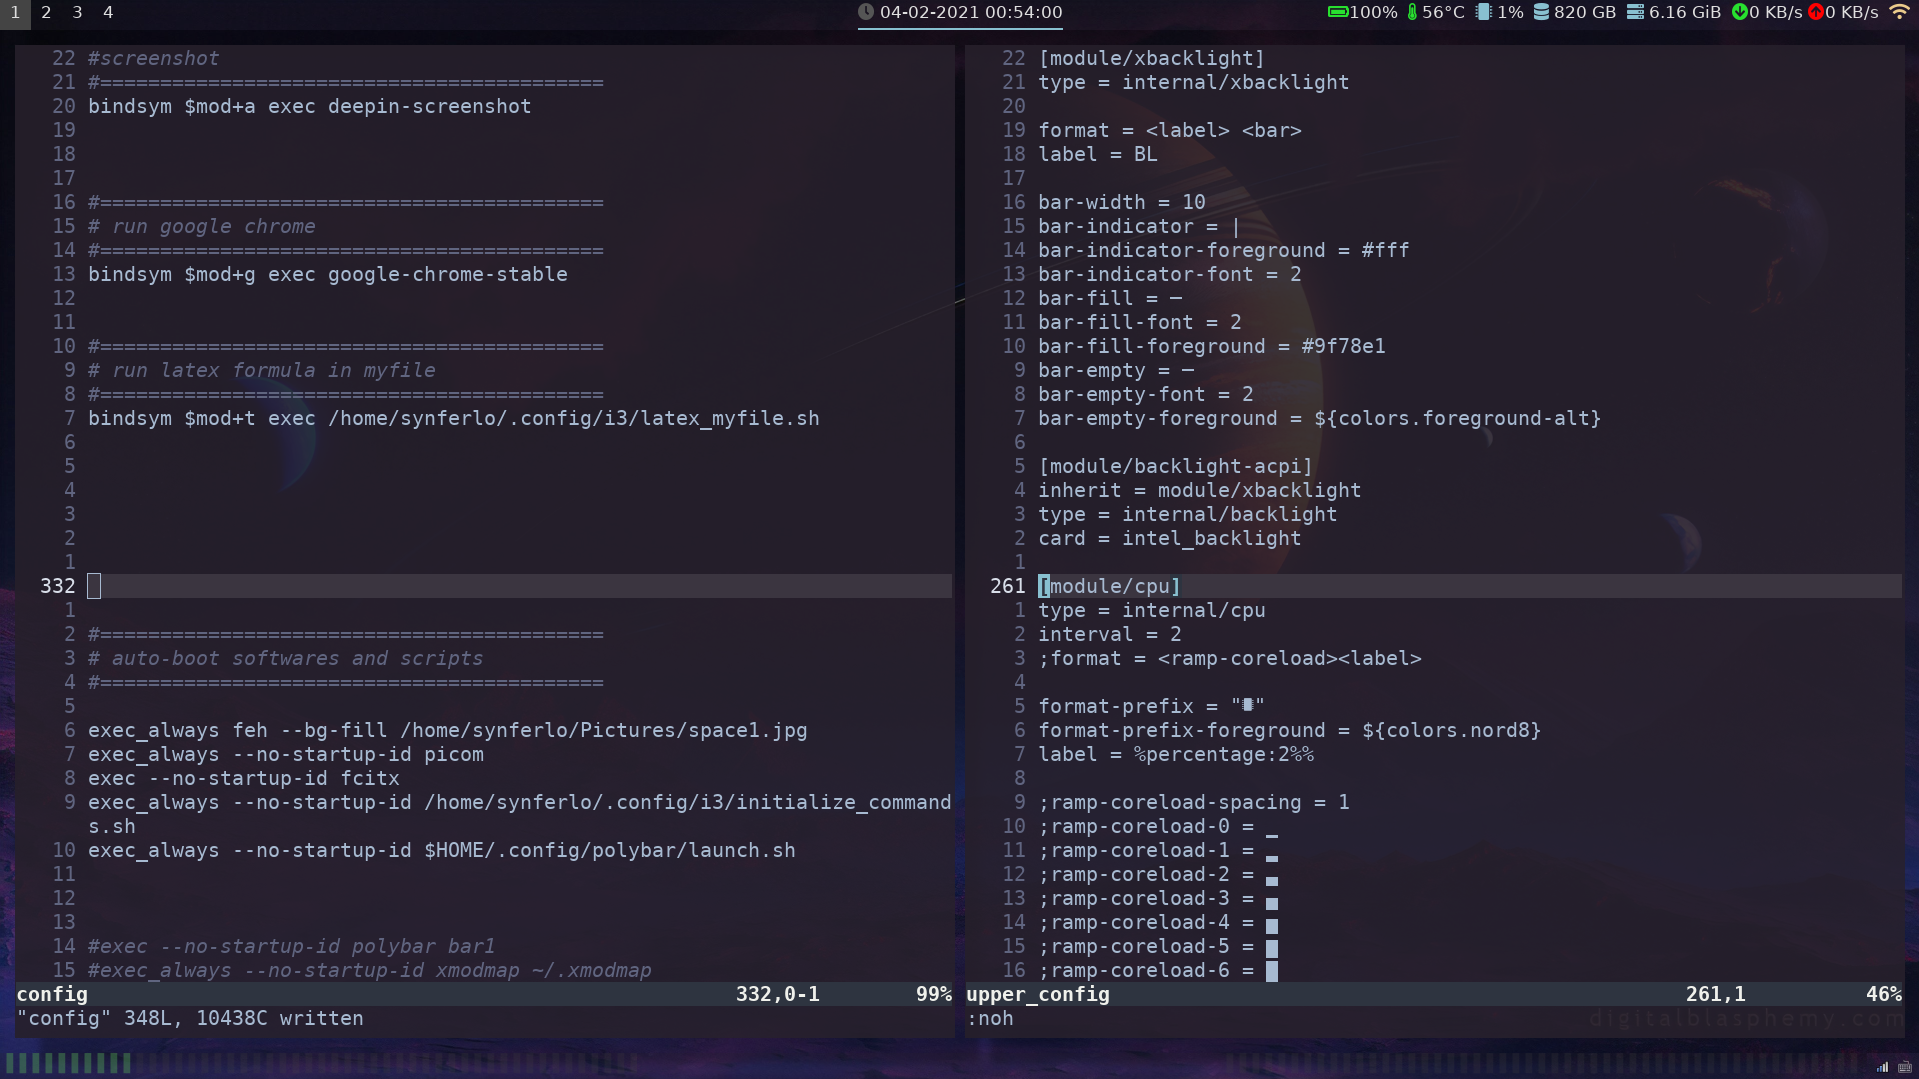 1 2 3 4 04-02-2021 00:54:00 100% 56°C 1% 820 GB 6.16 GiB 0 KB/s 0 KB/s
22 #screenshot
21 #==========================================
20 bindsym $mod+a exec deepin-screenshot
19
18
17
16 #==========================================
15 # run google chrome
14 #==========================================
13 bindsym $mod+g exec google-chrome-stable
12
11
10 #==========================================
9 # run latex formula in myfile
8 #==========================================
7 bindsym $mod+t exec /home/synferlo/.config/i3/latex_myfile.sh
6
5
4
3
2
1
332
1
2 #==========================================
3 # auto-boot softwares and scripts
4 #==========================================
5
6 exec_always feh --bg-fill /home/synferlo/Pictures/space1.jpg
7 exec_always --no-startup-id picom
8 exec --no-startup-id fcitx
9 exec_always --no-startup-id /home/synferlo/.config/i3/initialize_command
s.sh
10 exec_always --no-startup-id $HOME/.config/polybar/launch.sh
11
12
13
14 #exec --no-startup-id polybar bar1
15 #exec_always --no-startup-id xmodmap ~/.xmodmap
config 332,0-1 99%
"config" 348L, 10438C written
22 [module/xbacklight]
21 type = internal/xbacklight
20
19 format = <label> <bar>
18 label = BL
17
16 bar-width = 10
15 bar-indicator = |
14 bar-indicator-foreground = #fff
13 bar-indicator-font = 2
12 bar-fill = ─
11 bar-fill-font = 2
10 bar-fill-foreground = #9f78e1
9 bar-empty = ─
8 bar-empty-font = 2
7 bar-empty-foreground = ${colors.foreground-alt}
6
5 [module/backlight-acpi]
4 inherit = module/xbacklight
3 type = internal/backlight
2 card = intel_backlight
1
261 [module/cpu]
1 type = internal/cpu
2 interval = 2
3 ;format = <ramp-coreload><label>
4
5 format-prefix = ""
6 format-prefix-foreground = ${colors.nord8}
7 label = %percentage:2%%
8
9 ;ramp-coreload-spacing = 1
10 ;ramp-coreload-0 = ▁
11 ;ramp-coreload-1 = ▂
12 ;ramp-coreload-2 = ▃
13 ;ramp-coreload-3 = ▄
14 ;ramp-coreload-4 = ▅
15 ;ramp-coreload-5 = ▆
16 ;ramp-coreload-6 = ▇
upper_config 261,1 46%
:noh
digitalblasphemy.com